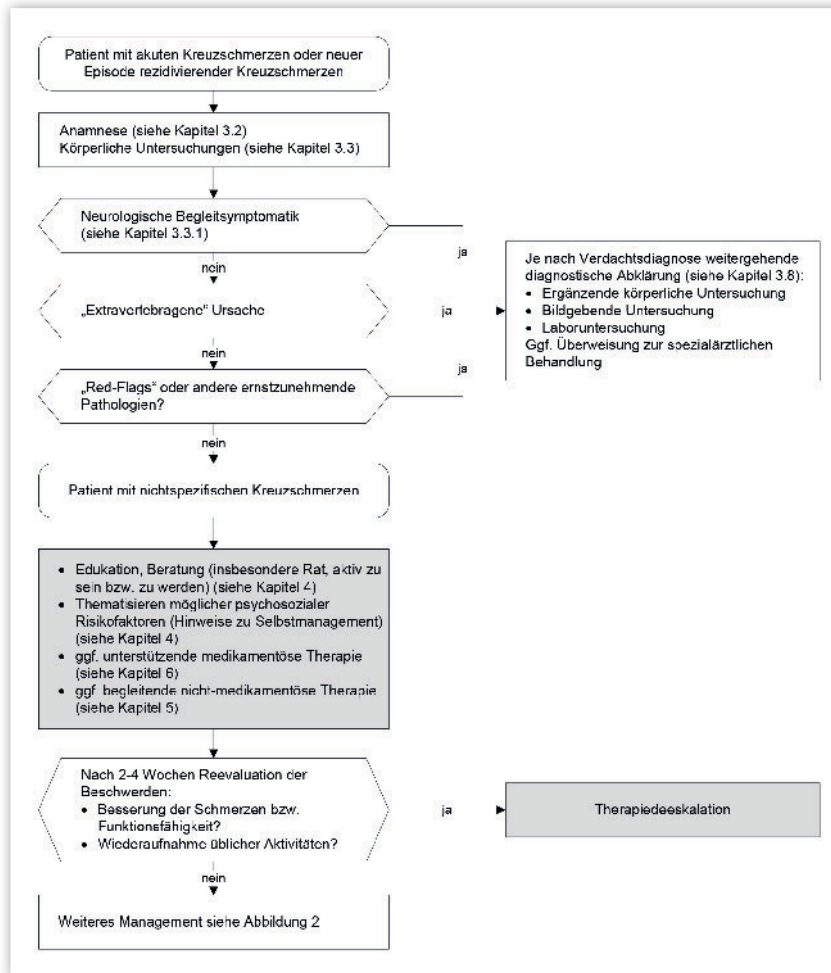 Patient mit akuten Kreuzschmerzen oder neuer
Episode rezidivierender Kreuzschmerzen
Anamnese (siehe Kapitel 3.2)
Körperliche Untersuchungen (siehe Kapitel 3.3)
Neurologische Begleitsymptomatik
(siehe Kapitel 3.3.1)
ja
nein
„Extravertebragene“ Ursache
ja
nein
Je nach Verdachtsdiagnose weitergehende
diagnostische Abklärung (siehe Kapitel 3.8):
• Ergänzende körperliche Untersuchung
• Bildgebende Untersuchung
• Laboruntersuchung
Ggf. Überweisung zur spezialärztlichen
Behandlung
„Red-Flags“ oder andere ernstzunehmende
Pathologien?
ja
nein
Patient mit nichtspezifischen Kreuzschmerzen
• Edukation, Beratung (insbesondere Rat, aktiv zu
sein bzw. zu werden) (siehe Kapitel 4)
• Thematisieren möglicher psychosozialer
Risikofaktoren (Hinweise zu Selbstmanagement)
(siehe Kapitel 4)
• ggf. unterstützende medikamentöse Therapie
(siehe Kapitel 6)
• ggf. begleitende nicht-medikamentöse Therapie
(siehe Kapitel 5)
Nach 2-4 Wochen Reevaluation der
Beschwerden:
• Besserung der Schmerzen bzw.
Funktionsfähigkeit?
• Wiederaufnahme üblicher Aktivitäten?
ja
Therapiedeeskalation
nein
Weiteres Management siehe Abbildung 2